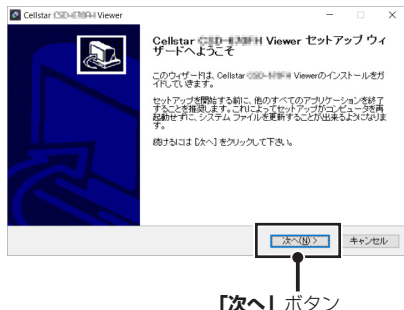 Cellstar Viewer
Cellstar Viewer セットアップ ウィ
ザードへようこそ
このウィザードは、Cellstar Viewerのインストールをガ
イドしていきます。
セットアップを開始する前に、他のすべてのアプリケーションを終了
することを推奨します。これによってセットアップがコンピュータを再
起動せずに、システム ファイルを更新することが出来るようになりま
す。
続けるには [次へ] をクリックして下さい。
次へ(N) >
キャンセル
「次へ」ボタン